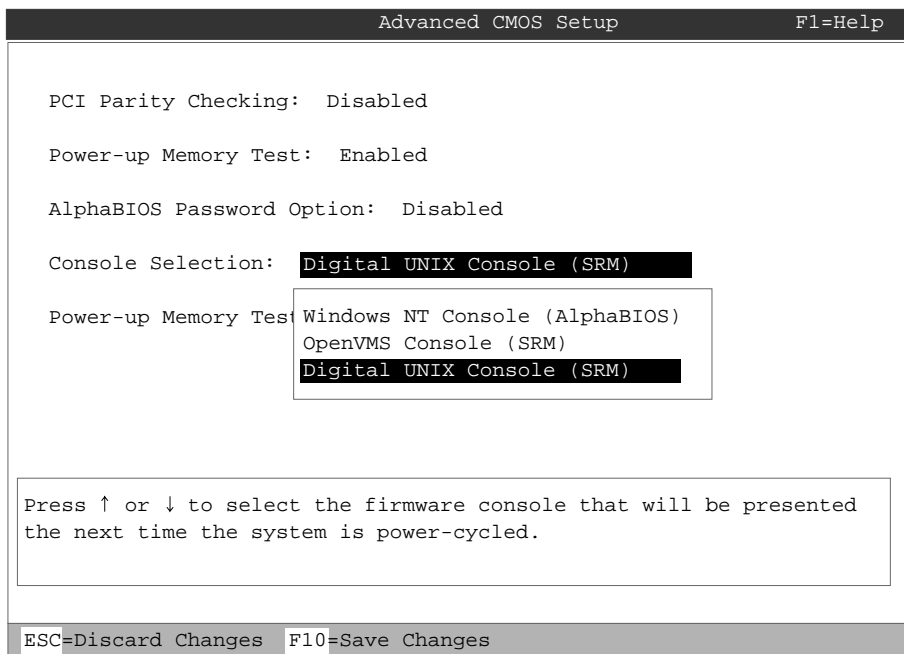 Advanced CMOS Setup F1=Help
PCI Parity Checking: Disabled
Power-up Memory Test: Enabled
AlphaBIOS Password Option: Disabled
Console Selection: Digital UNIX Console (SRM)
Power-up Memory Test
Windows NT Console (AlphaBIOS)
OpenVMS Console (SRM)
Digital UNIX Console (SRM)
Press ↑ or ↓ to select the firmware console that will be presented
the next time the system is power-cycled.
ESC=Discard Changes F10=Save Changes